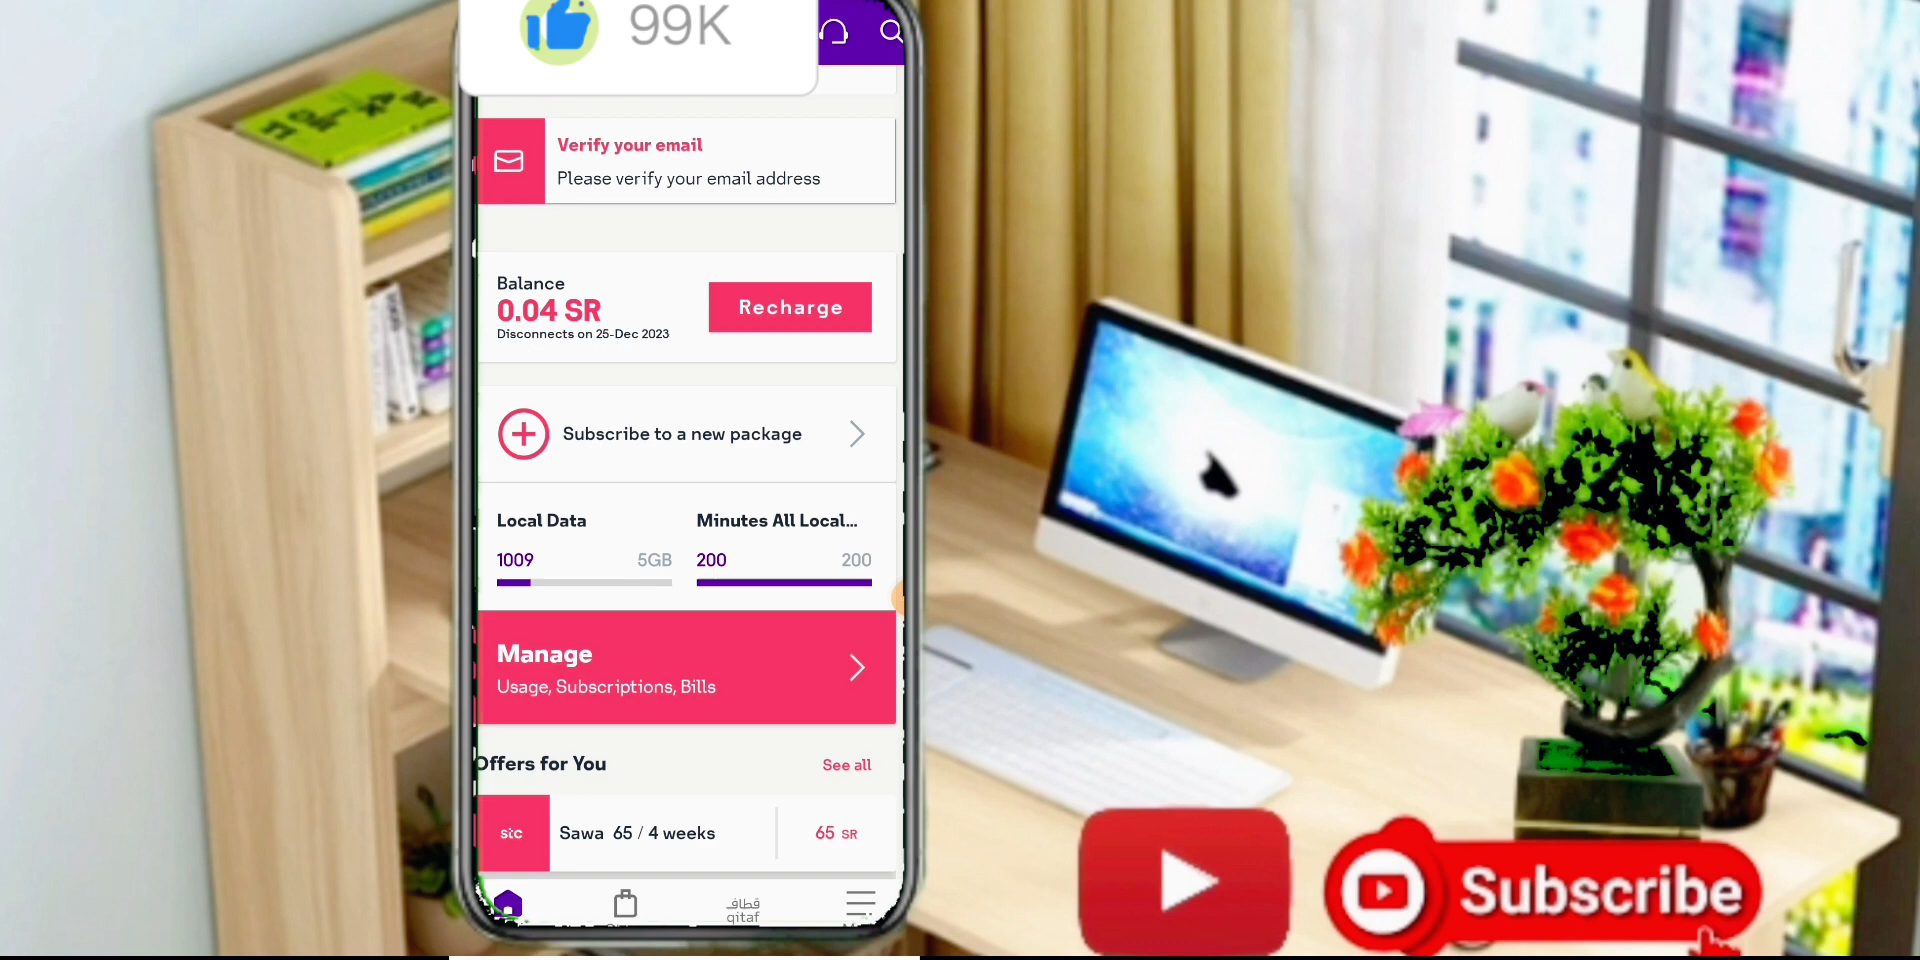 99K
Verify your email
Please verify your email address
Balance
0.04 SR
Disconnects on 25-Dec 2023
Recharge
Subscribe to a new package
Local Data
1009 5GB
Minutes All Local...
200 200
Manage
Usage, Subscriptions, Bills
Offers for You
See all
stc
Sawa 65 / 4 weeks
65 SR
قطاف
qitaf
Subscribe